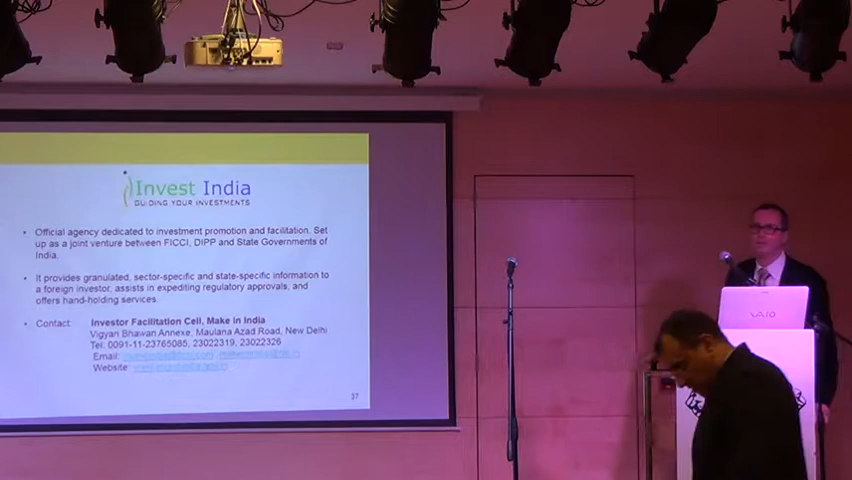 Invest India
GUIDING YOUR INVESTMENTS
• Official agency dedicated to investment promotion and facilitation. Set
up as a joint venture between FICCI, DIPP and State Governments of
India.
• It provides granulated, sector-specific and state-specific information to
a foreign investor, assists in expediting regulatory approvals, and
offers hand-holding services.
• Contact: Investor Facilitation Cell, Make in India
Vigyan Bhawan Annexe, Maulana Azad Road, New Delhi
Tel: 0091-11-23765085, 23022319, 23022326
Email:
Website
37
VAIO